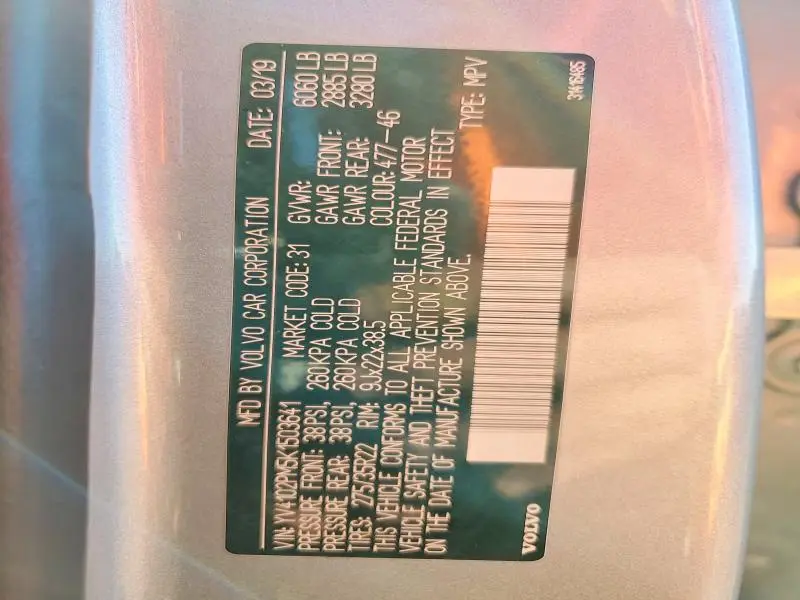 MFD BY VOLVO CAR CORPORATION DATE: 03/19
VIN: YV4102PM5K1503641 MARKET CODE: 31 GVWR: 6060 LB
PRESSURE FRONT: 38PSI., 260KPA COLD GAWR FRONT: 2885 LB
PRESSURE REAR: 38PSI., 260KPA COLD GAWR REAR: 3280 LB
TIRES: 275/35R22 RIM: 9Jx22x38.5 COLOUR: 477-46
THIS VEHICLE CONFORMS TO ALL APPLICABLE FEDERAL MOTOR
VEHICLE SAFETY AND THEFT PREVENTION STANDARDS IN EFFECT
ON THE DATE OF MANUFACTURE SHOWN ABOVE. TYPE: MPV
VOLVO 31416485